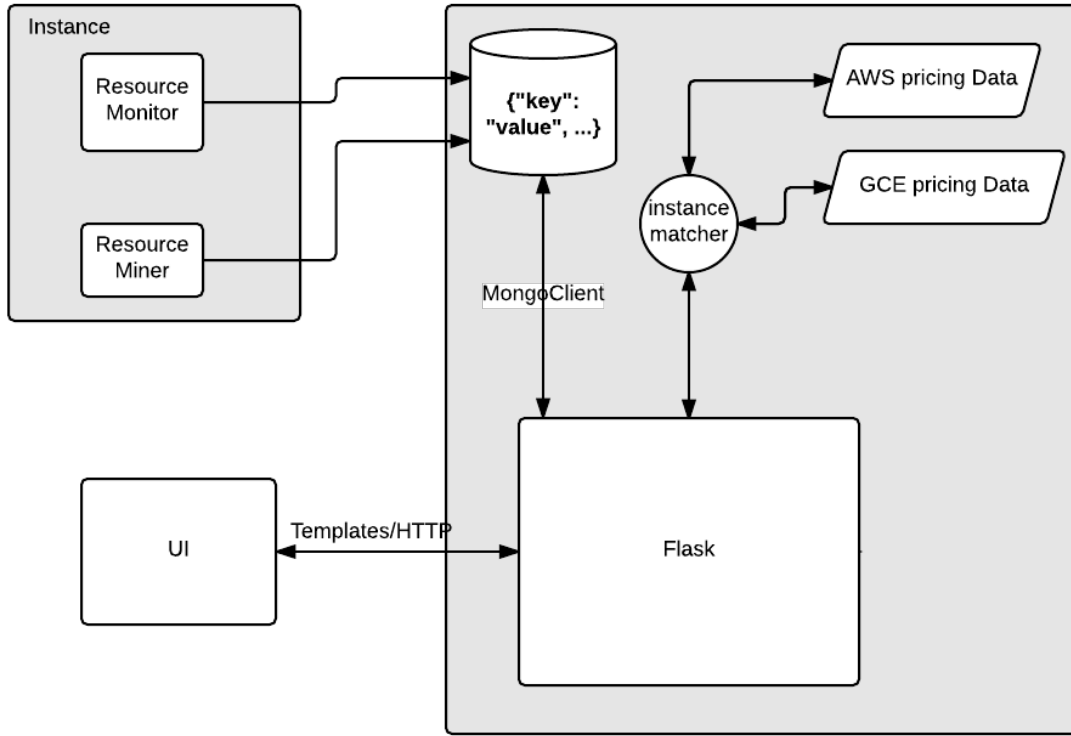 Instance
Resource
Monitor
Resource
Miner
{"key":
"value", ...}
AWS pricing Data
GCE pricing Data
instance
matcher
MongoClient
UI
Templates/HTTP
Flask